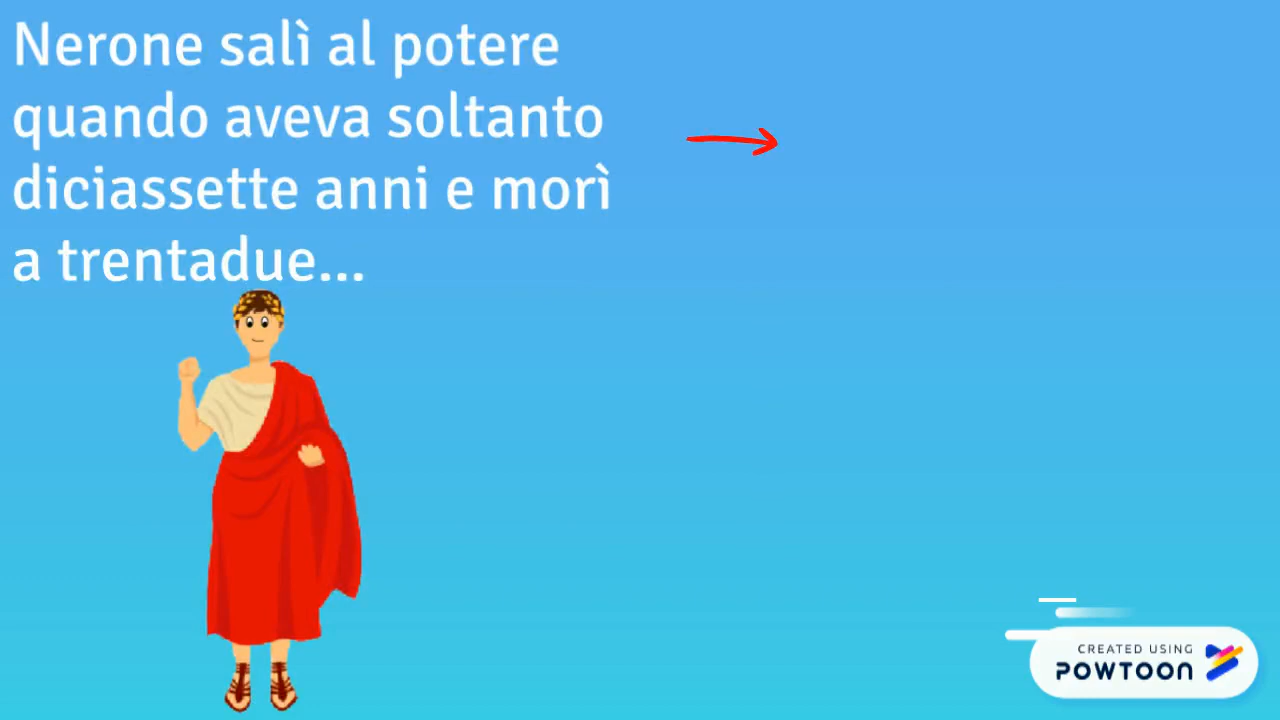 Nerone salì al potere
quando aveva soltanto
diciassette anni e morì
a trentadue...
CREATED USING
POWTOON